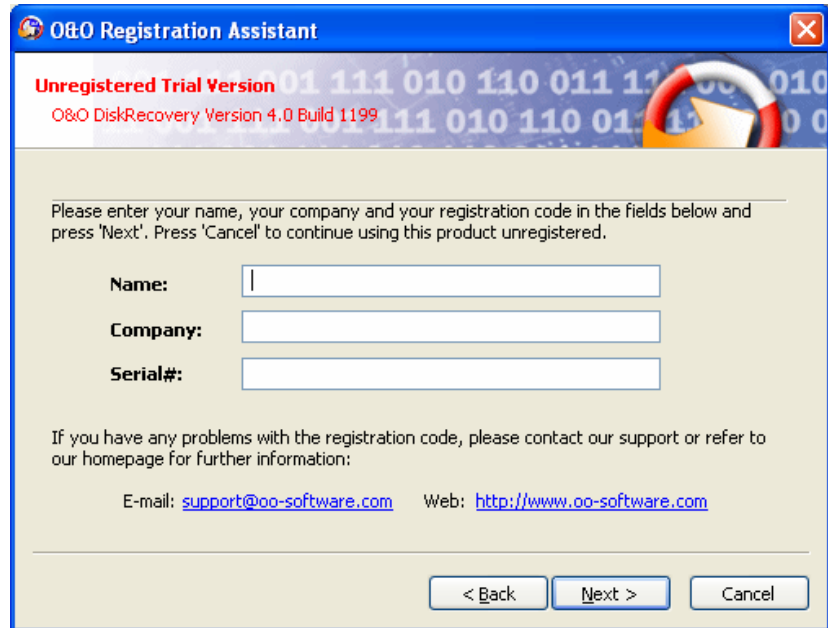 O&O Registration Assistant
Unregistered Trial Version
O&O DiskRecovery Version 4.0 Build 1199
Please enter your name, your company and your registration code in the fields below and
press 'Next'. Press 'Cancel' to continue using this product unregistered.
Name:
Company:
Serial#:
If you have any problems with the registration code, please contact our support or refer to
our homepage for further information:
E-mail: support@oo-software.com Web: http://www.oo-software.com
< Back Next > Cancel